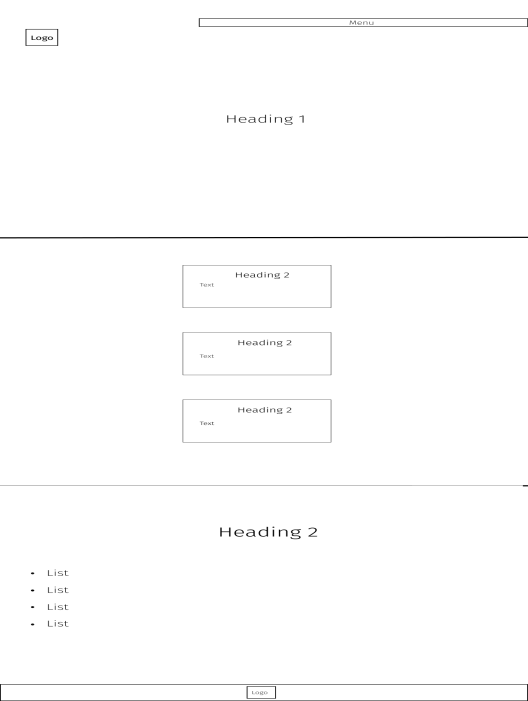 Menu
Logo
Heading 1
Heading 2
Text
Heading 2
Text
Heading 2
Text
Heading 2
• List
• List
• List
• List
Logo